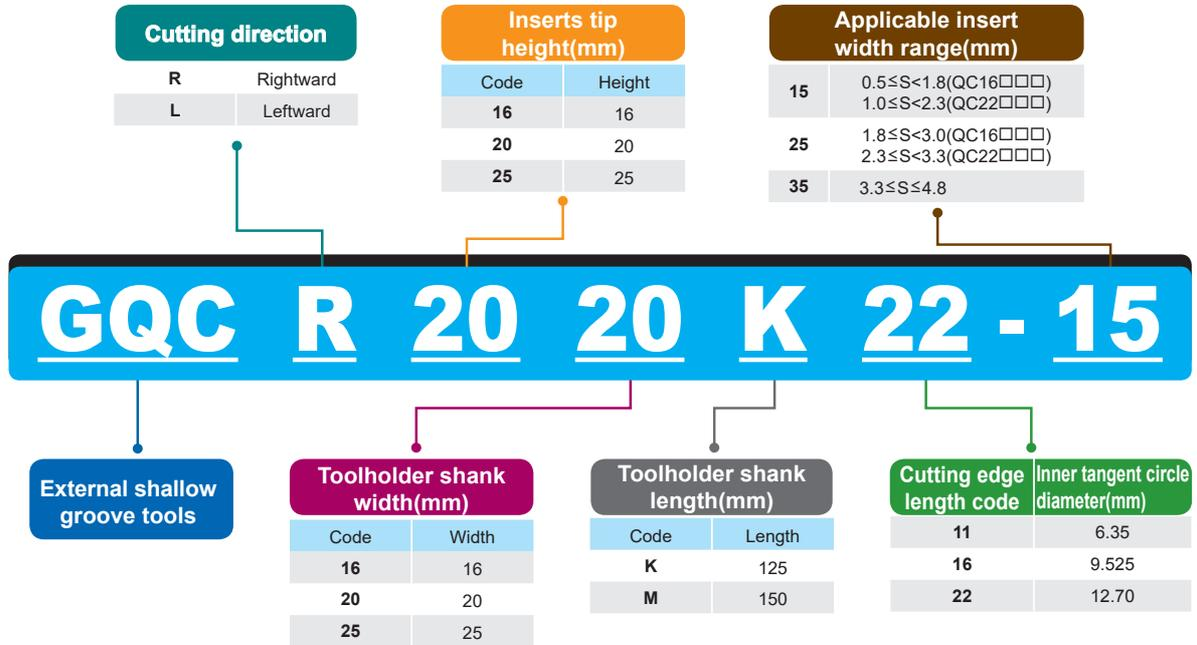 Cutting direction
R Rightward
L Leftward
Inserts tip
height(mm)
Code Height
16 16
20 20
25 25
Applicable insert
width range(mm)
15 0.5≤S<1.8(QC16□□□)
1.0≤S<2.3(QC22□□□)
25 1.8≤S<3.0(QC16□□□)
2.3≤S<3.3(QC22□□□)
35 3.3≤S≤4.8
GQC R 20 20 K 22 - 15
External shallow
groove tools
Toolholder shank
width(mm)
Code Width
16 16
20 20
25 25
Toolholder shank
length(mm)
Code Length
K 125
M 150
Cutting edge
length code
Inner tangent circle
diameter(mm)
11 6.35
16 9.525
22 12.70